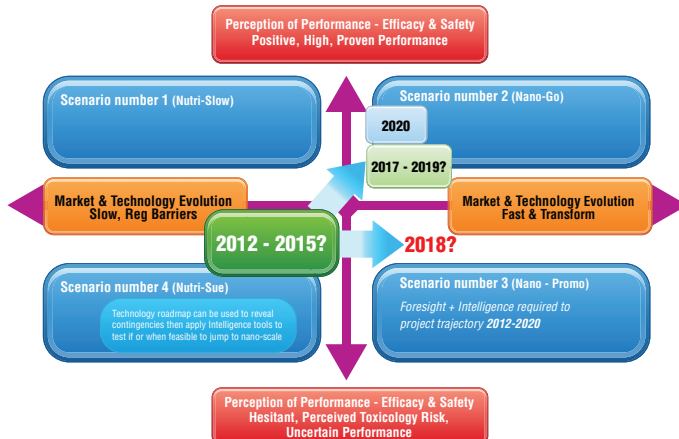 Perception of Performance - Efficacy & Safety
Positive, High, Proven Performance
Scenario number 1 (Nutri-Slow)
Scenario number 2 (Nano-Go)
2020
2017 - 2019?
Market & Technology Evolution
Slow, Reg Barriers
Market & Technology Evolution
Fast & Transform
2012 - 2015?
2018?
Scenario number 4 (Nutri-Sue)
Technology roadmap can be used to reveal
contingencies then apply Intelligence tools to
test if or when feasible to jump to nano-scale
Scenario number 3 (Nano - Promo)
Foresight + Intelligence required to
project trajectory 2012-2020
Perception of Performance - Efficacy & Safety
Hesitant, Perceived Toxicology Risk,
Uncertain Performance